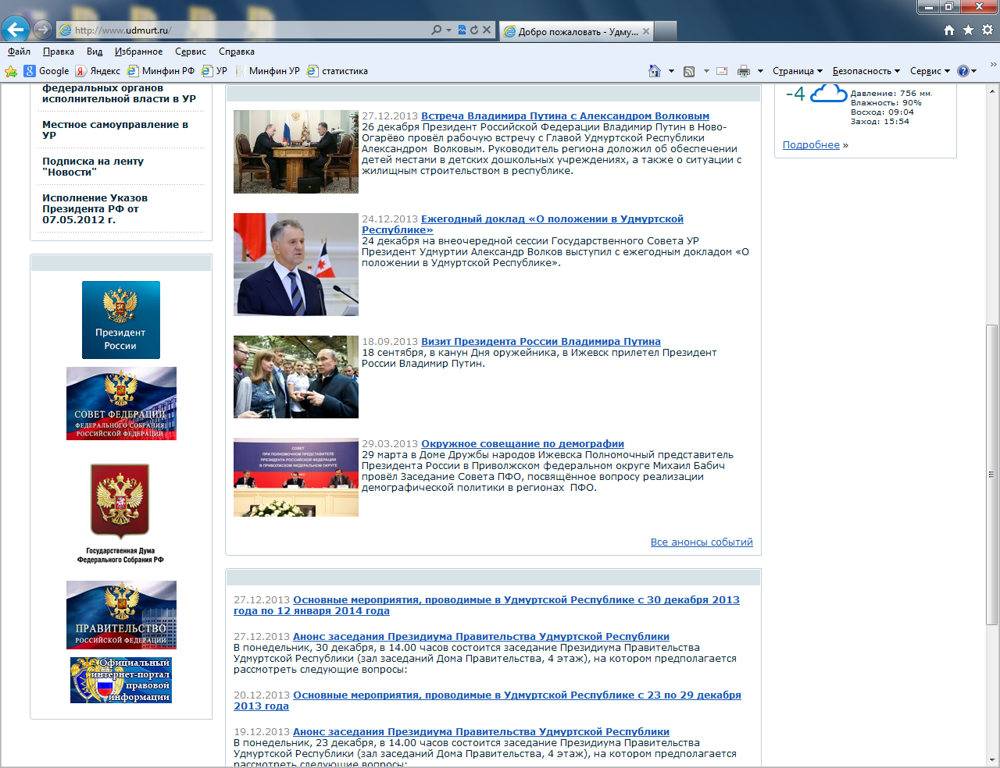 http://www.udmurt.ru/
Добро пожаловать - Удму...
Файл Правка Вид Избранное Сервис Справка
Google Яндекс Минфин РФ УР Минфин УР статистика
Страница Безопасность Сервис
федеральных органов
исполнительной власти в УР
Местное самоуправление в
УР
Подписка на ленту
"Новости"
Исполнение Указов
Президента РФ от
07.05.2012 г.
Президент
России
СОВЕТ ФЕДЕРАЦИИ
ФЕДЕРАЛЬНОГО СОБРАНИЯ
РОССИЙСКОЙ ФЕДЕРАЦИИ
Государственная Дума
Федерального Собрания РФ
ПРАВИТЕЛЬСТВО
РОССИЙСКОЙ ФЕДЕРАЦИИ
Официальный
интернет-портал
правовой
информации
27.12.2013 Встреча Владимира Путина с Александром Волковым
26 декабря Президент Российской Федерации Владимир Путин в Ново-
Огарёво провёл рабочую встречу с Главой Удмуртской Республики
Александром Волковым. Руководитель региона доложил об обеспечении
детей местами в детских дошкольных учреждениях, а также о ситуации с
жилищным строительством в республике.
24.12.2013 Ежегодный доклад «О положении в Удмуртской
Республике»
24 декабря на внеочередной сессии Государственного Совета УР
Президент Удмуртии Александр Волков выступил с ежегодным докладом «О
положении в Удмуртской Республике».
18.09.2013 Визит Президента России Владимира Путина
18 сентября, в канун Дня оружейника, в Ижевск прилетел Президент
России Владимир Путин.
СОВЕТ
ПРИ ПОЛНОМОЧНОМ ПРЕДСТАВИТЕЛЕ
ПРЕЗИДЕНТА РОССИЙСКОЙ ФЕДЕРАЦИИ
В ПРИВОЛЖСКОМ ФЕДЕРАЛЬНОМ ОКРУГЕ
29.03.2013 Окружное совещание по демографии
29 марта в Доме Дружбы народов Ижевска Полномочный представитель
Президента России в Приволжском федеральном округе Михаил Бабич
провёл Заседание Совета ПФО, посвящённое вопросу реализации
демографической политики в регионах ПФО.
Все анонсы событий
27.12.2013 Основные мероприятия, проводимые в Удмуртской Республике с 30 декабря 2013
года по 12 января 2014 года
27.12.2013 Анонс заседания Президиума Правительства Удмуртской Республики
В понедельник, 30 декабря, в 14.00 часов состоится заседание Президиума Правительства
Удмуртской Республики (зал заседаний Дома Правительства, 4 этаж), на котором предполагается
рассмотреть следующие вопросы:
20.12.2013 Основные мероприятия, проводимые в Удмуртской Республике с 23 по 29 декабря
2013 года
19.12.2013 Анонс заседания Президиума Правительства Удмуртской Республики
В понедельник, 23 декабря, в 14.00 часов состоится заседание Президиума Правительства
Удмуртской Республики (зал заседаний Дома Правительства, 4 этаж), на котором предполагается
рассмотреть следующие вопросы:
-4
Давление: 756 мм.
Влажность: 90%
Восход: 09:04
Заход: 15:54
Подробнее »